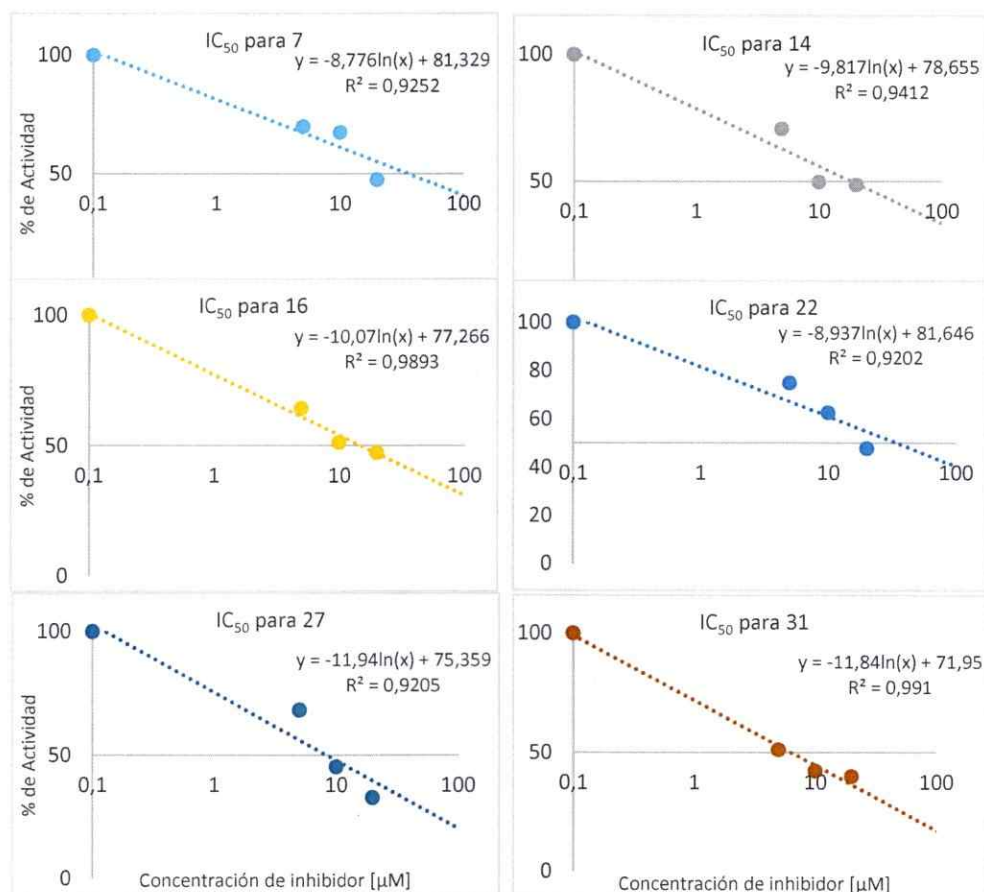 IC50 para 7
y = -8,776ln(x) + 81,329
R² = 0,9252
100
50
0,1
1
10
100
% de Actividad
IC50 para 14
y = -9,817ln(x) + 78,655
R² = 0,9412
100
50
0,1
1
10
100
IC50 para 16
y = -10,07ln(x) + 77,266
R² = 0,9893
100
50
0
0,1
1
10
100
% de Actividad
IC50 para 22
y = -8,937ln(x) + 81,646
R² = 0,9202
100
80
60
40
20
0
0,1
1
10
100
IC50 para 27
y = -11,94ln(x) + 75,359
R² = 0,9205
100
50
0
0,1
1
10
100
% de Actividad
Concentración de inhibidor [µM]
IC50 para 31
y = -11,84ln(x) + 71,95
R² = 0,991
100
50
0
0,1
1
10
100
Concentración de inhibidor [µM]